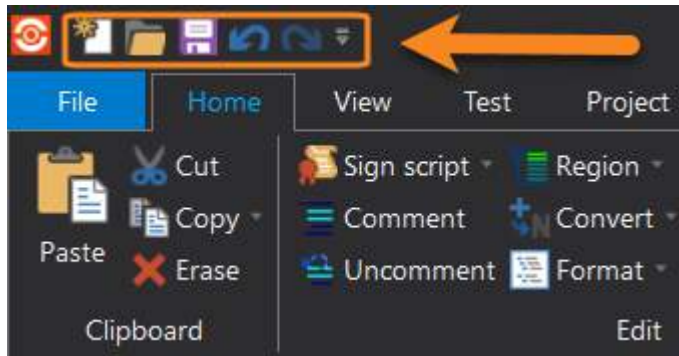 File Home View Test Project
Cut Sign script Region
Copy Comment Convert
Paste Erase Uncomment Format
Clipboard Edit